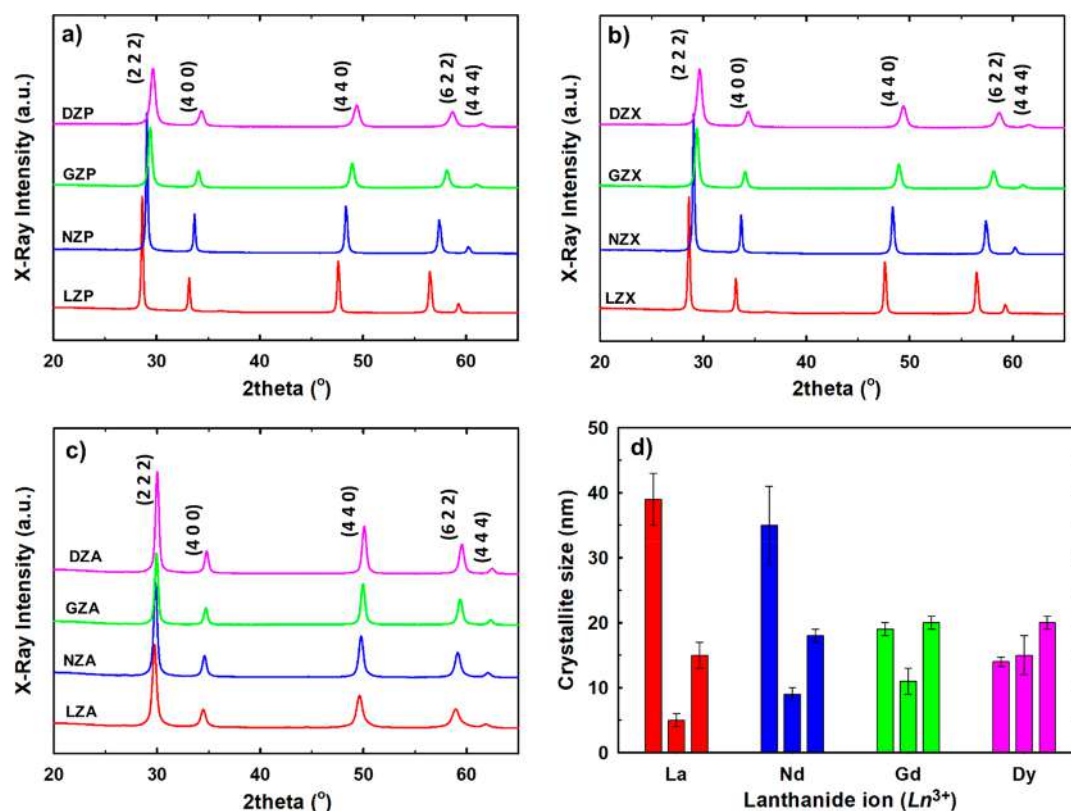 a)
(2 2 2)
(4 0 0)
(4 4 0)
(6 2 2)
(4 4 4)
DZP
GZP
NZP
LZP
X-Ray Intensity (a.u.)
20 30 40 50 60
2theta (°)
b)
(2 2 2)
(4 0 0)
(4 4 0)
(6 2 2)
(4 4 4)
DZX
GZX
NZX
LZX
X-Ray Intensity (a.u.)
20 30 40 50 60
2theta (°)
c)
(2 2 2)
(4 0 0)
(4 4 0)
(6 2 2)
(4 4 4)
DZA
GZA
NZA
LZA
X-Ray Intensity (a.u.)
20 30 40 50 60
2theta (°)
d)
50
40
30
20
10
0
Crystallite size (nm)
La Nd Gd Dy
Lanthanide ion (Ln³⁺)